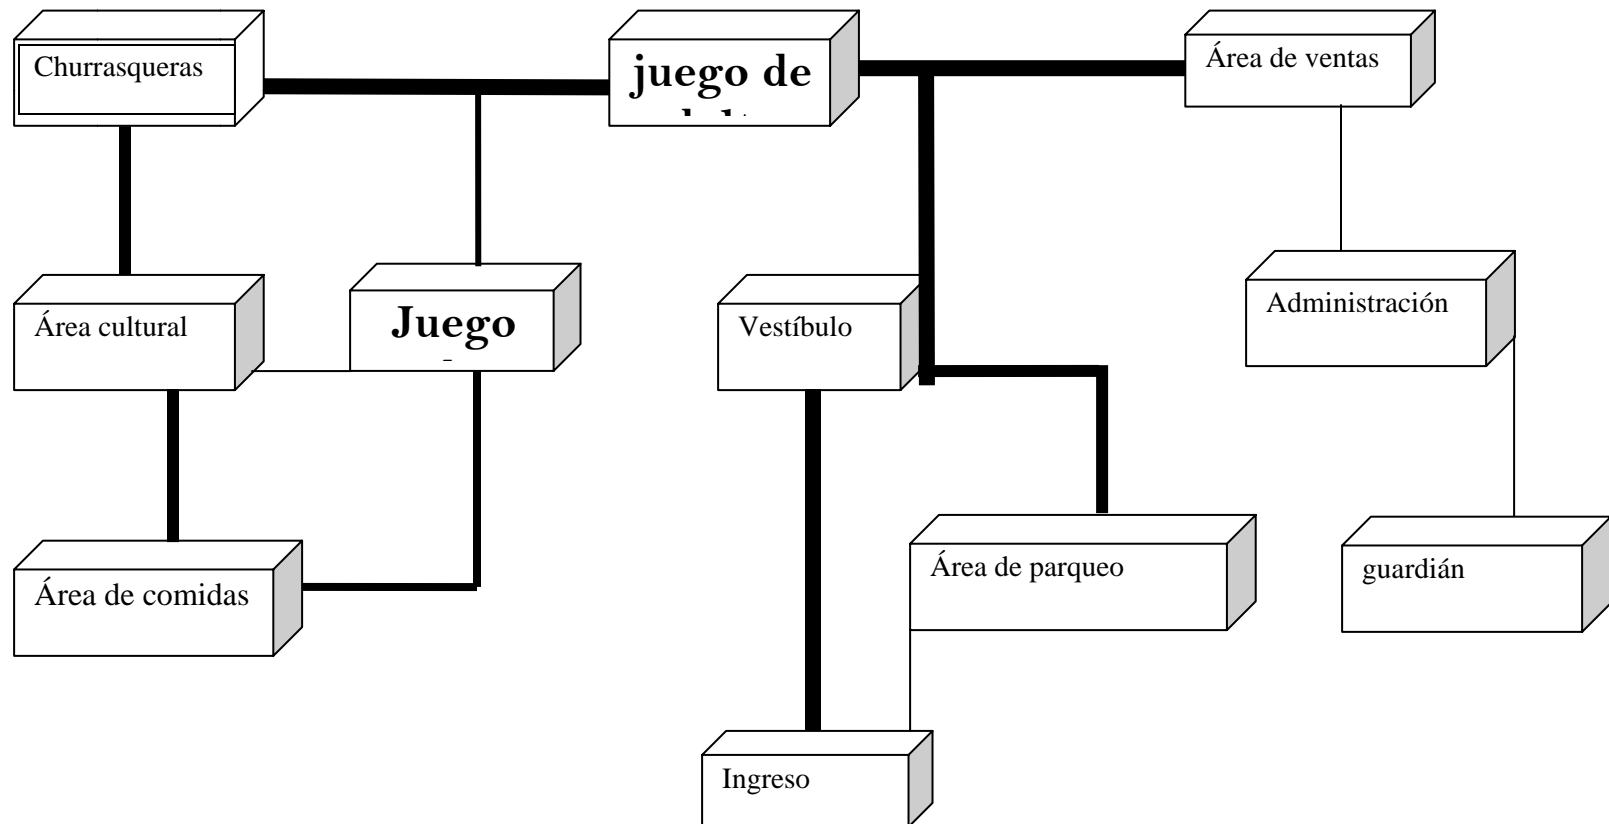 Churrasqueras
juego de
Área de ventas
Área cultural
Juego
Vestíbulo
Administración
Área de comidas
Área de parqueo
guardián
Ingreso